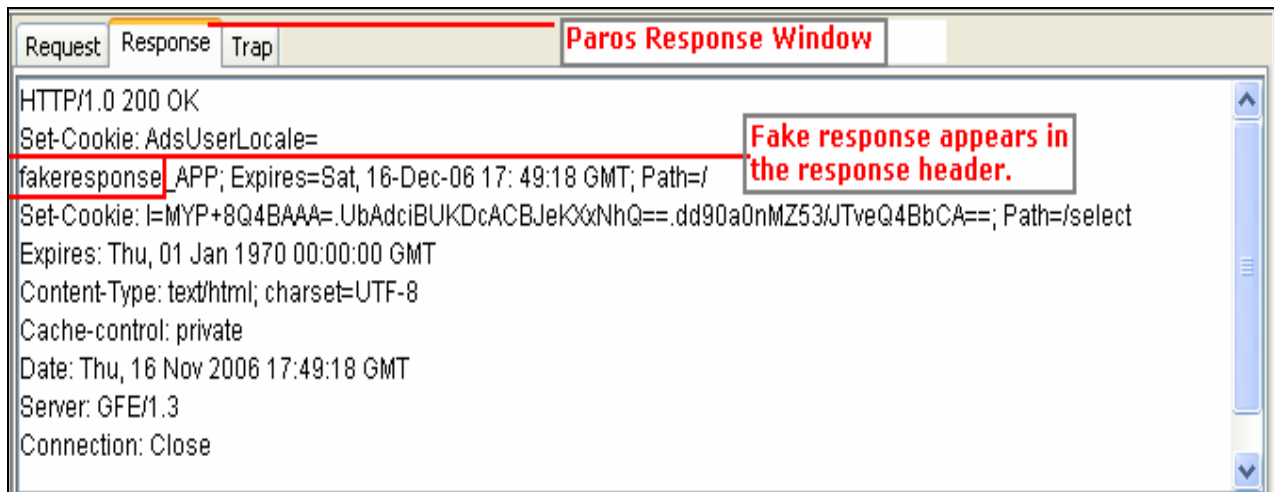 Request Response Trap
Paros Response Window
HTTP/1.0 200 OK
Set-Cookie: AdsUserLocale=
Fake response appears in
the response header.
fakeresponse_APP; Expires=Sat, 16-Dec-06 17: 49:18 GMT; Path=/
Set-Cookie: I=MYP+8Q4BAAA=.UbAdciBUKDcACBJeKXxNhQ==.dd90a0nMZ53/JTveQ4BbCA==; Path=/select
Expires: Thu, 01 Jan 1970 00:00:00 GMT
Content-Type: text/html; charset=UTF-8
Cache-control: private
Date: Thu, 16 Nov 2006 17:49:18 GMT
Server: GFE/1.3
Connection: Close